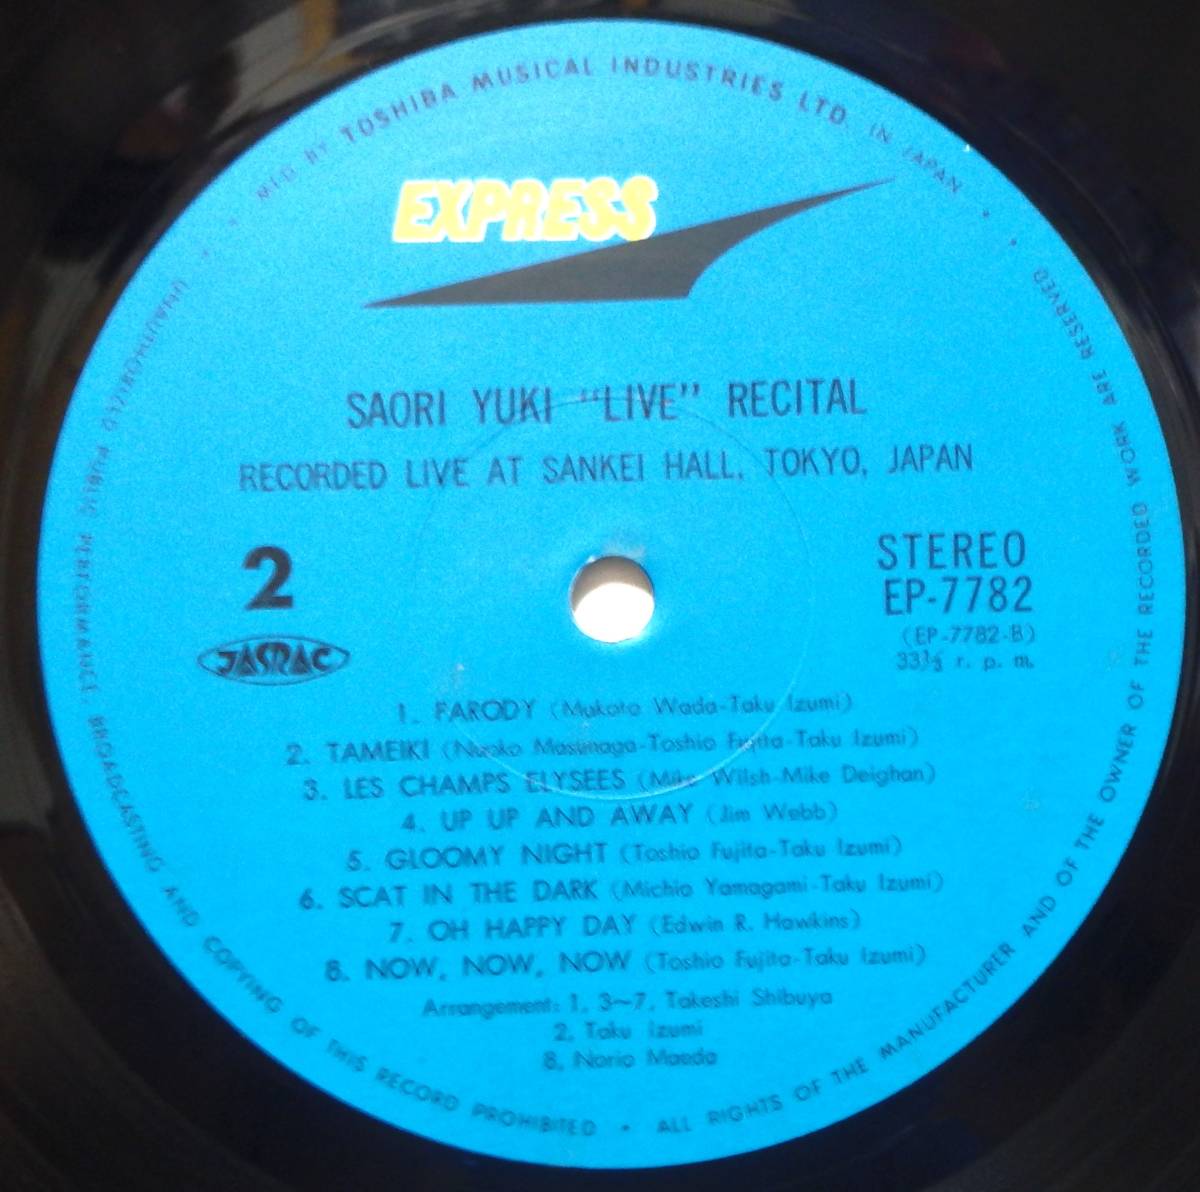 MFD BY TOSHIBA MUSICAL INDUSTRIES LTD. IN JAPAN
EXPRESS
SAORI YUKI "LIVE" RECITAL
RECORDED LIVE AT SANKEI HALL, TOKYO, JAPAN
2
JASRAC
STEREO
EP-7782
(EP-7782-B)
33⅓ r. p. m.
1. PARODY (Makoto Wada-Taku Izumi)
2. TAMEIKI (Naoko Masunaga-Toshio Fujita-Taku Izumi)
3. LES CHAMPS ELYSEES (Mike Wilsh-Mike Deighan)
4. UP UP AND AWAY (Jim Webb)
5. GLOOMY NIGHT (Toshio Fujita-Taku Izumi)
6. SCAT IN THE DARK (Michio Yamagami-Taku Izumi)
7. OH HAPPY DAY (Edwin R. Hawkins)
8. NOW, NOW, NOW (Toshio Fujita-Taku Izumi)
Arrangement: 1, 3~7, Takeshi Shibuya
2, Taku Izumi
8, Norio Maeda
UNAUTHORIZED PUBLIC PERFORMANCE, BROADCASTING AND COPYING OF THIS RECORD PROHIBITED • ALL RIGHTS OF THE MANUFACTURER AND OF THE OWNER OF THE RECORDED WORK ARE RESERVED